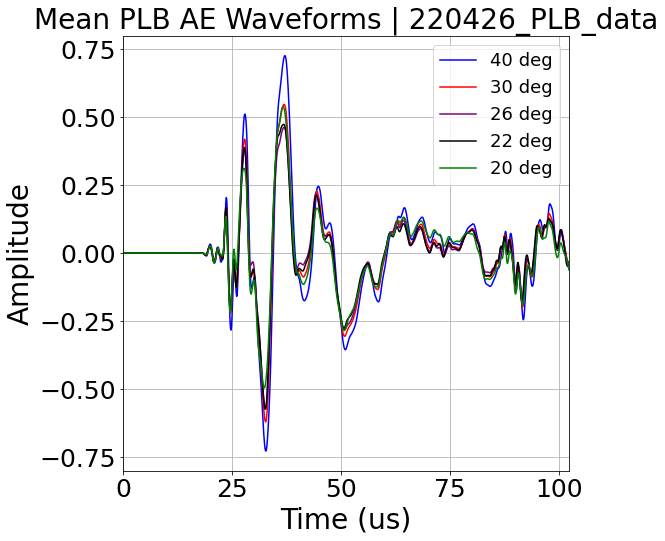 Mean PLB AE Waveforms | 220426_PLB_data
40 deg
30 deg
26 deg
22 deg
20 deg
0.75
0.50
0.25
0.00
−0.25
−0.50
−0.75
Amplitude
0 25 50 75 100
Time (us)